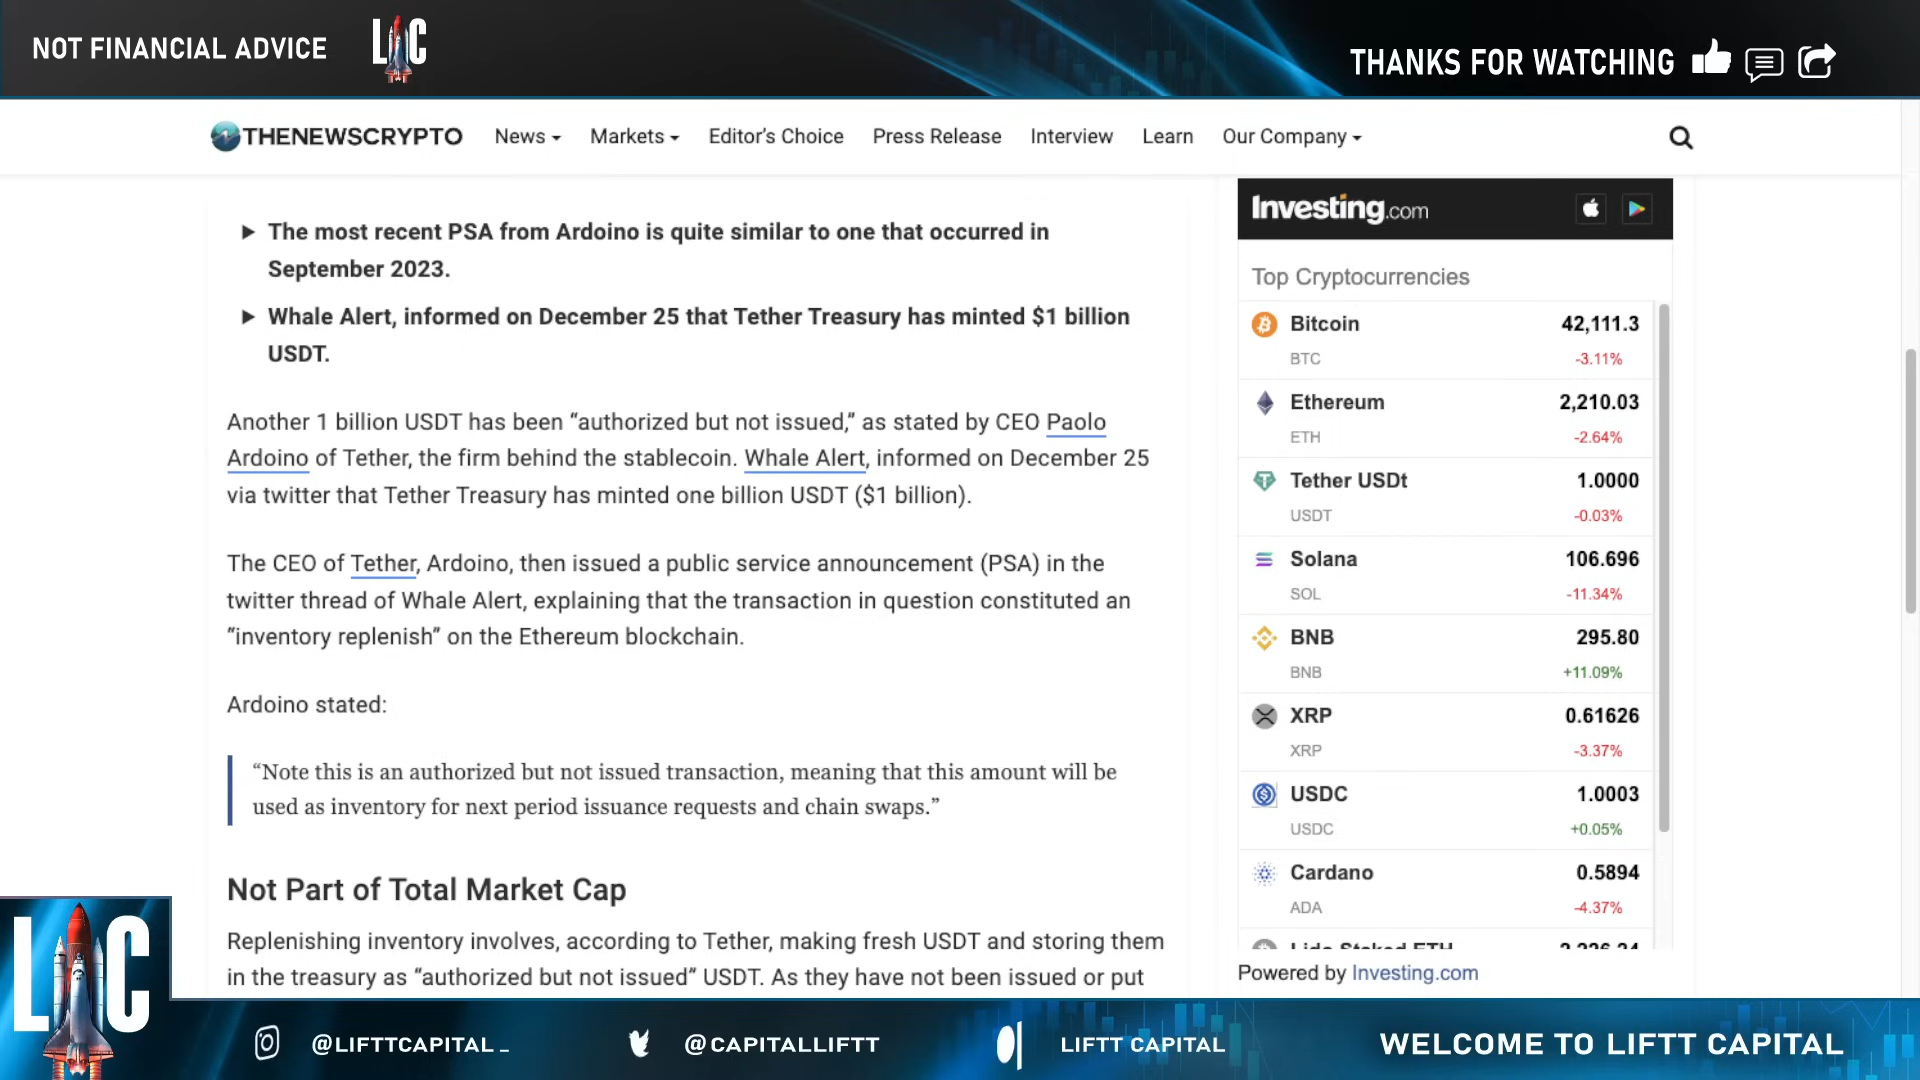 NOT FINANCIAL ADVICE
LC
THANKS FOR WATCHING
THENEWSCRYPTO
News
Markets
Editor's Choice
Press Release
Interview
Learn
Our Company
▶ The most recent PSA from Ardoino is quite similar to one that occurred in
September 2023.
▶ Whale Alert, informed on December 25 that Tether Treasury has minted $1 billion
USDT.
Another 1 billion USDT has been “authorized but not issued,” as stated by CEO Paolo
Ardoino of Tether, the firm behind the stablecoin. Whale Alert, informed on December 25
via twitter that Tether Treasury has minted one billion USDT ($1 billion).
The CEO of Tether, Ardoino, then issued a public service announcement (PSA) in the
twitter thread of Whale Alert, explaining that the transaction in question constituted an
“inventory replenish” on the Ethereum blockchain.
Ardoino stated:
“Note this is an authorized but not issued transaction, meaning that this amount will be
used as inventory for next period issuance requests and chain swaps.”
Not Part of Total Market Cap
Replenishing inventory involves, according to Tether, making fresh USDT and storing them
in the treasury as “authorized but not issued” USDT. As they have not been issued or put
Investing.com
Top Cryptocurrencies
Bitcoin 42,111.3
BTC -3.11%
Ethereum 2,210.03
ETH -2.64%
Tether USDt 1.0000
USDT -0.03%
Solana 106.696
SOL -11.34%
BNB 295.80
BNB +11.09%
XRP 0.61626
XRP -3.37%
USDC 1.0003
USDC +0.05%
Cardano 0.5894
ADA -4.37%
Lido Staked ETH 2,226.24
Powered by Investing.com
LC
@LIFTTCAPITAL_
@CAPITALLIFTT
LIFTT CAPITAL
WELCOME TO LIFTT CAPITAL